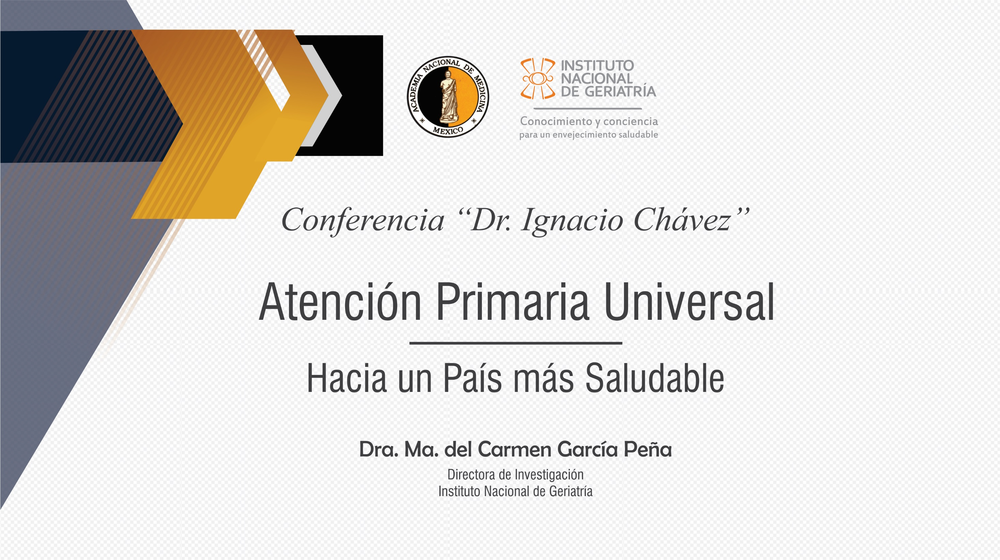 ACADEMIA NACIONAL DE MEDICINA
MEXICO
INSTITUTO
NACIONAL
DE GERIATRÍA
Conocimiento y conciencia
para un envejecimiento saludable
Conferencia “Dr. Ignacio Chávez”
Atención Primaria Universal
Hacia un País más Saludable
Dra. Ma. del Carmen García Peña
Directora de Investigación
Instituto Nacional de Geriatría